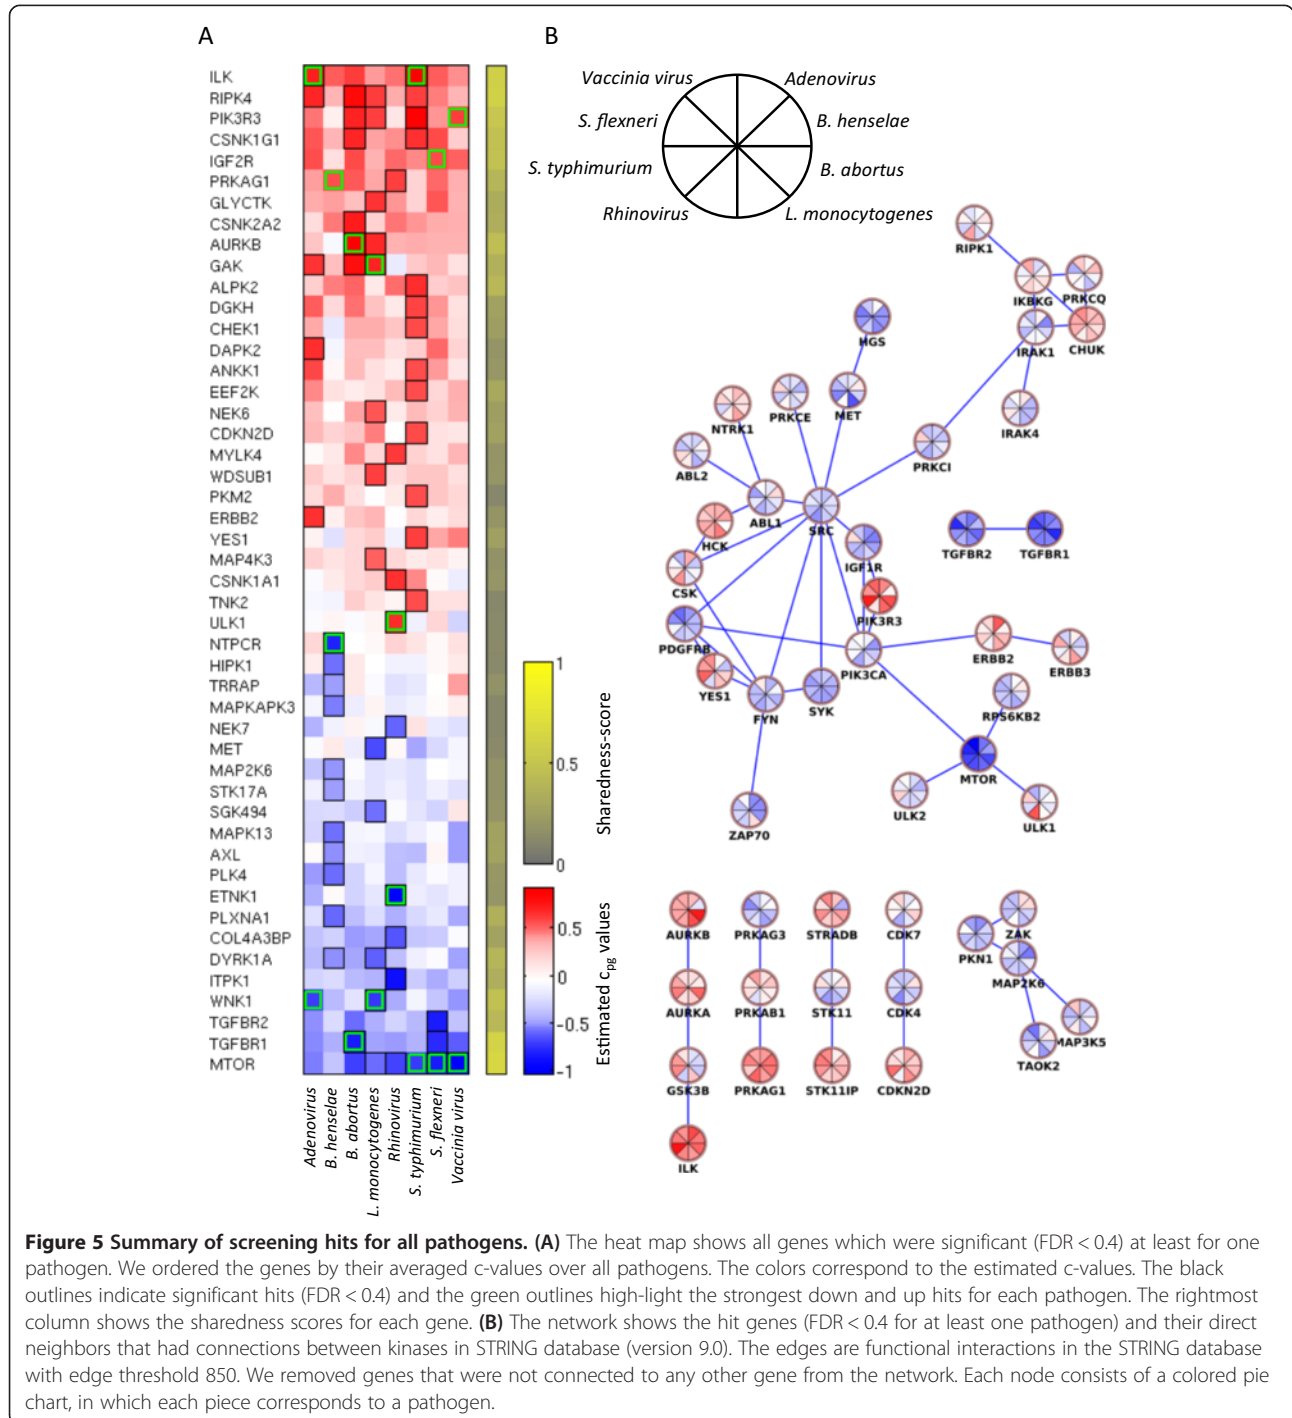 A
ILK
RIPK4
PIK3R3
CSNK1G1
IGF2R
PRKAG1
GLYCTK
CSNK2A2
AURKB
GAK
ALPK2
DGKH
CHEK1
DAPK2
ANKK1
EEF2K
NEK6
CDKN2D
MYLK4
WDSUB1
PKM2
ERBB2
YES1
MAP4K3
CSNK1A1
TNK2
ULK1
NTPCR
HIPK1
TRRAP
MAPKAPK3
NEK7
MET
MAP2K6
STK17A
SGK494
MAPK13
AXL
PLK4
ETNK1
PLXNA1
COL4A3BP
DYRK1A
ITPK1
WNK1
TGFBR2
TGFBR1
MTOR
Adenovirus
B. henselae
B. abortus
L. monocytogenes
Rhinovirus
S. typhimurium
S. flexneri
Vaccinia virus
1
0.5
0
Sharedness-score
0.5
0
-0.5
-1
Estimated cpg values
B
Vaccinia virus
Adenovirus
S. flexneri
B. henselae
S. typhimurium
B. abortus
Rhinovirus
L. monocytogenes
RIPK1
IKBKG
PRKCQ
IRAK1
CHUK
HGS
NTRK1
PRKCE
MET
IRAK4
ABL2
PRKCI
ABL1
SRC
HCK
IGF1R
TGFBR2
TGFBR1
CSK
PIK3R3
PDGFRB
PIK3CA
ERBB2
ERBB3
YES1
FYN
SYK
RPS6KB2
MTOR
ULK2
ULK1
ZAP70
AURKB
PRKAG3
STRADB
CDK7
ZAK
PKN1
MAP2K6
AURKA
PRKAB1
STK11
CDK4
MAP3K5
TAOK2
GSK3B
PRKAG1
STK11IP
CDKN2D
ILK
Figure 5 Summary of screening hits for all pathogens. (A) The heat map shows all genes which were significant (FDR < 0.4) at least for one
pathogen. We ordered the genes by their averaged c-values over all pathogens. The colors correspond to the estimated c-values. The black
outlines indicate significant hits (FDR < 0.4) and the green outlines high-light the strongest down and up hits for each pathogen. The rightmost
column shows the sharedness scores for each gene. (B) The network shows the hit genes (FDR < 0.4 for at least one pathogen) and their direct
neighbors that had connections between kinases in STRING database (version 9.0). The edges are functional interactions in the STRING database
with edge threshold 850. We removed genes that were not connected to any other gene from the network. Each node consists of a colored pie
chart, in which each piece corresponds to a pathogen.